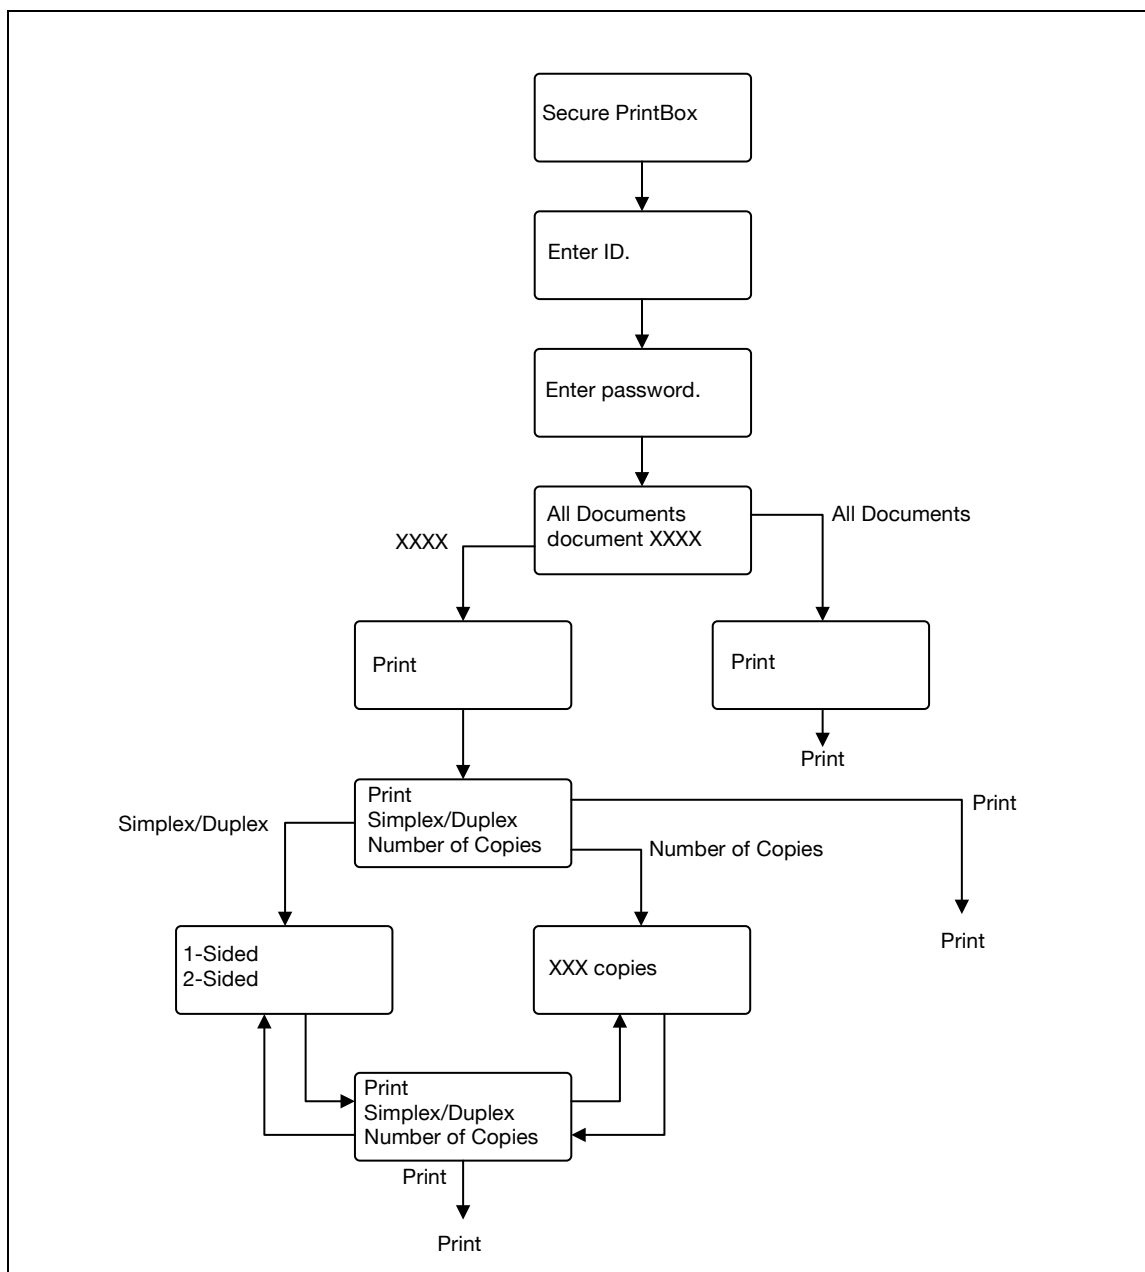 Secure PrintBox
Enter ID.
Enter password.
All Documents
document XXXX
XXXX
All Documents
Print
Print
Print
Print
Simplex/Duplex
Number of Copies
Simplex/Duplex
Number of Copies
Print
Print
1-Sided
2-Sided
XXX copies
Print
Simplex/Duplex
Number of Copies
Print
Print